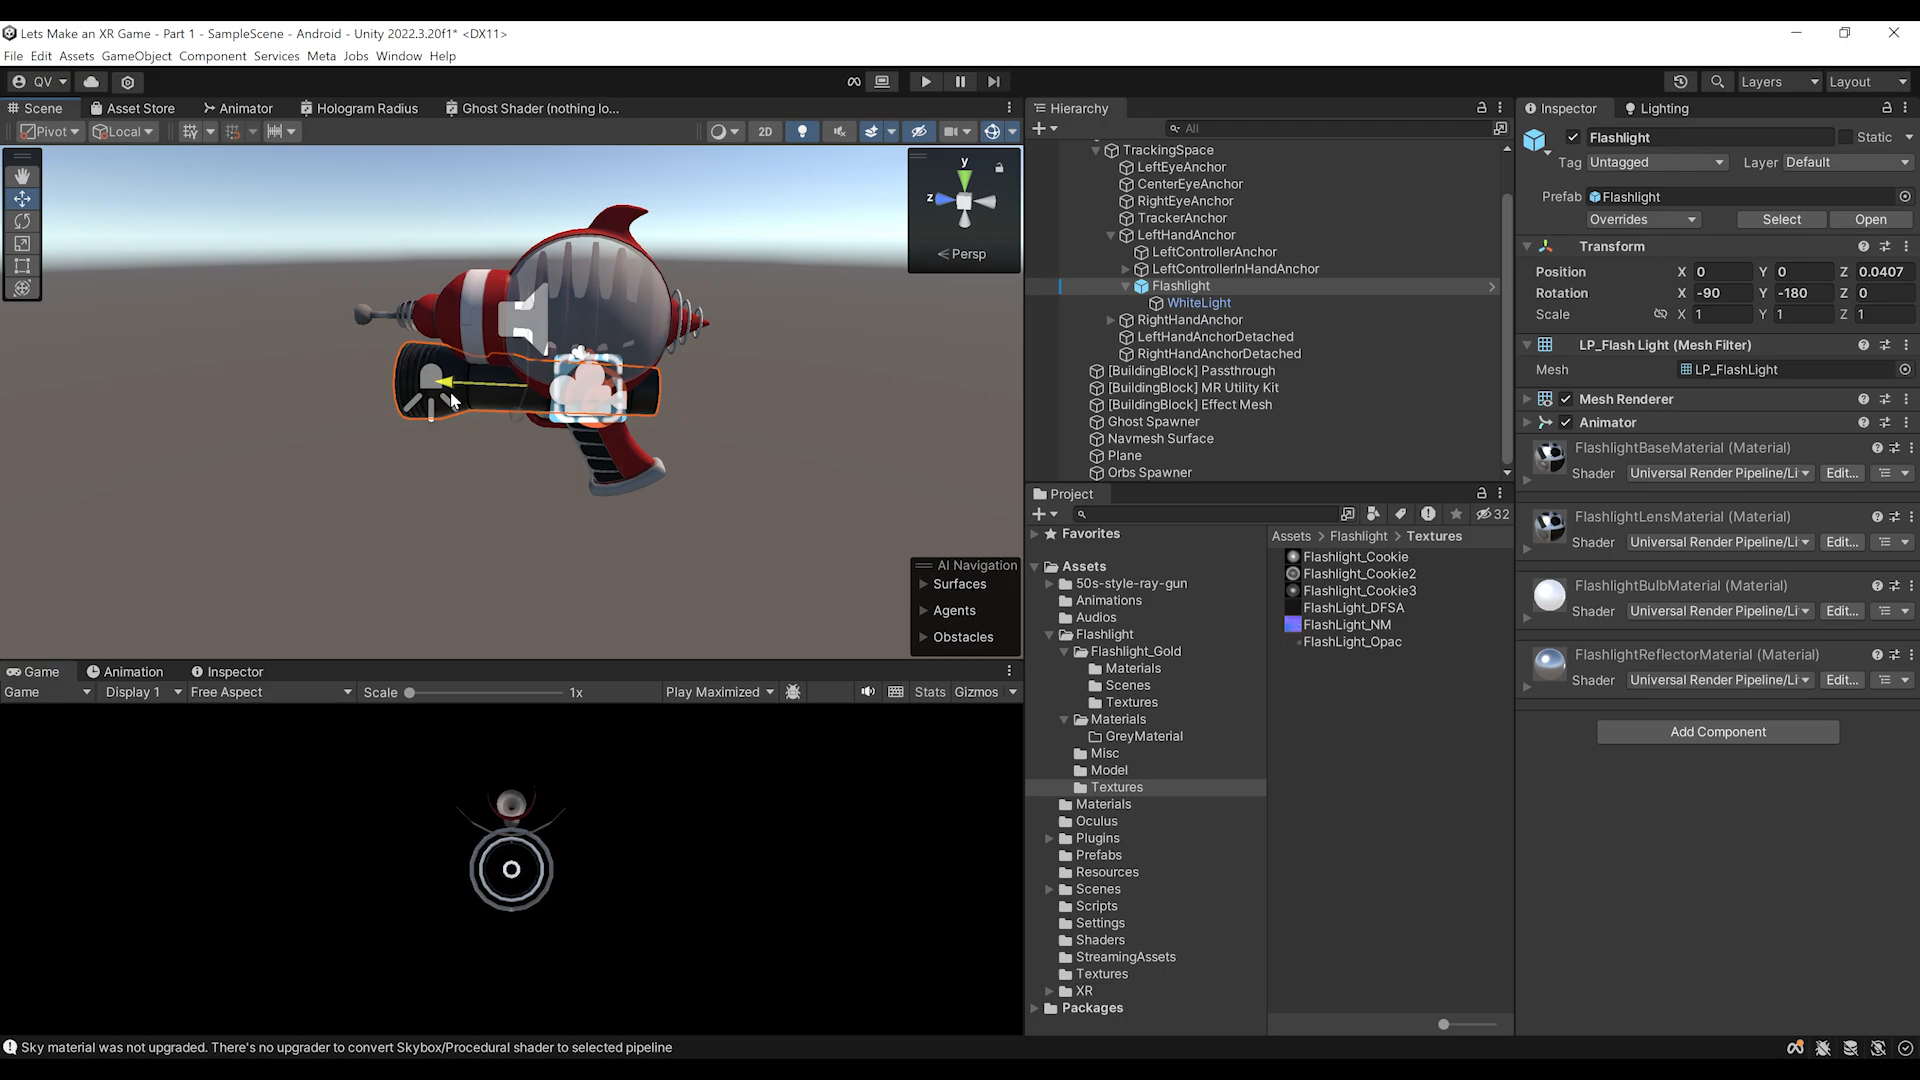 Lets Make an XR Game - Part 1 - SampleScene - Android - Unity 2022.3.20f1* <DX11>
File Edit Assets GameObject Component Services Meta Jobs Window Help
QV
Layers
Layout
Scene
Asset Store
Animator
Hologram Radius
Ghost Shader (nothing lo...
Pivot
Local
2D
y
z
Persp
AI Navigation
Surfaces
Agents
Obstacles
Game
Animation
Inspector
Game
Display 1
Free Aspect
Scale
1x
Play Maximized
Stats
Gizmos
Hierarchy
All
TrackingSpace
LeftEyeAnchor
CenterEyeAnchor
RightEyeAnchor
TrackerAnchor
LeftHandAnchor
LeftControllerAnchor
LeftControllerInHandAnchor
Flashlight
WhiteLight
RightHandAnchor
LeftHandAnchorDetached
RightHandAnchorDetached
[BuildingBlock] Passthrough
[BuildingBlock] MR Utility Kit
[BuildingBlock] Effect Mesh
Ghost Spawner
Navmesh Surface
Plane
Orbs Spawner
Project
32
Favorites
Assets
50s-style-ray-gun
Animations
Audios
Flashlight
Flashlight_Gold
Materials
Scenes
Textures
Materials
GreyMaterial
Misc
Model
Textures
Materials
Oculus
Plugins
Prefabs
Resources
Scenes
Scripts
Settings
Shaders
StreamingAssets
Textures
XR
Packages
Assets > Flashlight > Textures
Flashlight_Cookie
Flashlight_Cookie2
Flashlight_Cookie3
FlashLight_DFSA
FlashLight_NM
FlashLight_Opac
Inspector
Lighting
Flashlight
Static
Tag Untagged Layer Default
Prefab Flashlight
Overrides Select Open
Transform
Position X 0 Y 0 Z 0.0407
Rotation X -90 Y -180 Z 0
Scale X 1 Y 1 Z 1
LP_Flash Light (Mesh Filter)
Mesh LP_FlashLight
Mesh Renderer
Animator
FlashlightBaseMaterial (Material)
Shader Universal Render Pipeline/Li Edit...
FlashlightLensMaterial (Material)
Shader Universal Render Pipeline/Li Edit...
FlashlightBulbMaterial (Material)
Shader Universal Render Pipeline/Li Edit...
FlashlightReflectorMaterial (Material)
Shader Universal Render Pipeline/Li Edit...
Add Component
Sky material was not upgraded. There's no upgrader to convert Skybox/Procedural shader to selected pipeline